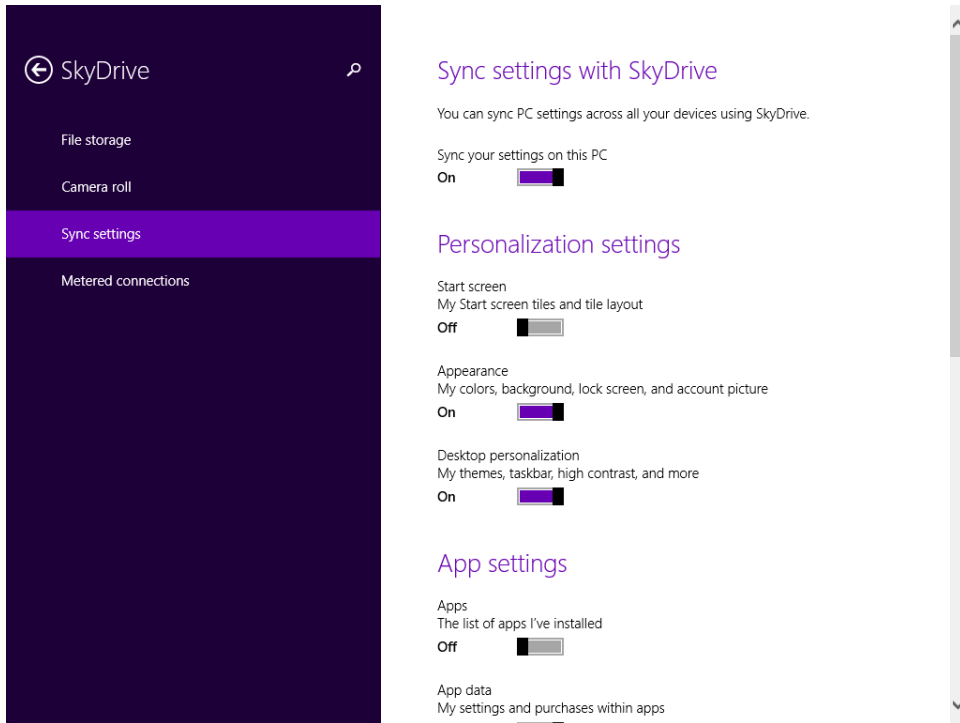 SkyDrive
File storage
Camera roll
Sync settings
Metered connections
Sync settings with SkyDrive
You can sync PC settings across all your devices using SkyDrive.
Sync your settings on this PC
On
Personalization settings
Start screen
My Start screen tiles and tile layout
Off
Appearance
My colors, background, lock screen, and account picture
On
Desktop personalization
My themes, taskbar, high contrast, and more
On
App settings
Apps
The list of apps I've installed
Off
App data
My settings and purchases within apps